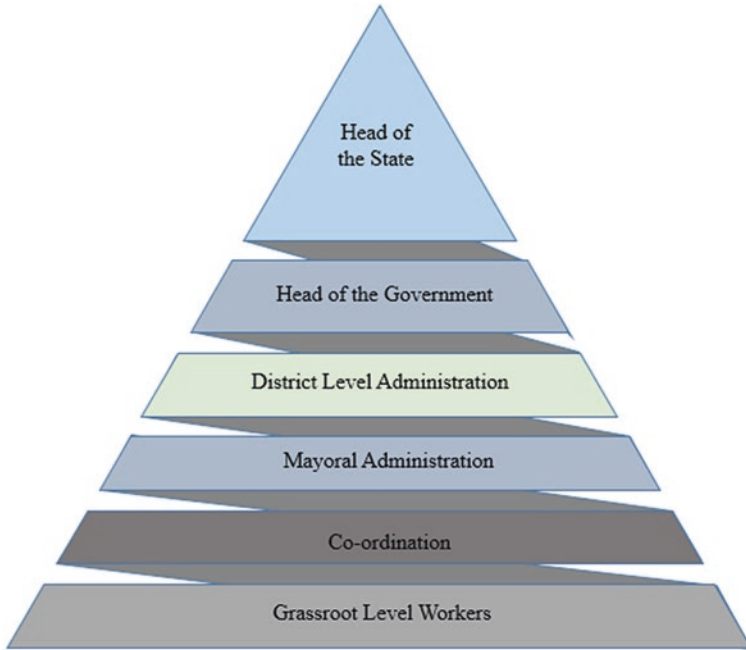 Head of
the State
Head of the Government
District Level Administration
Mayoral Administration
Co-ordination
Grassroot Level Workers